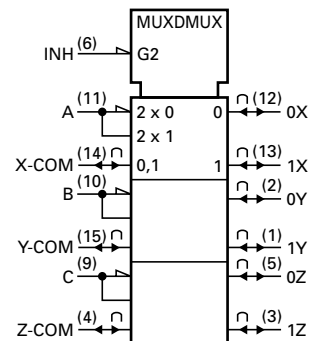 MUXDMUX
INH (6) G2
A (11) 2 x 0 0 ∩ (12) 0X
2 x 1
X-COM (14) ∩ 0,1 1 ∩ (13) 1X
B (10) ∩ (2) 0Y
Y-COM (15) ∩ ∩ (1) 1Y
C (9) ∩ (5) 0Z
Z-COM (4) ∩ ∩ (3) 1Z